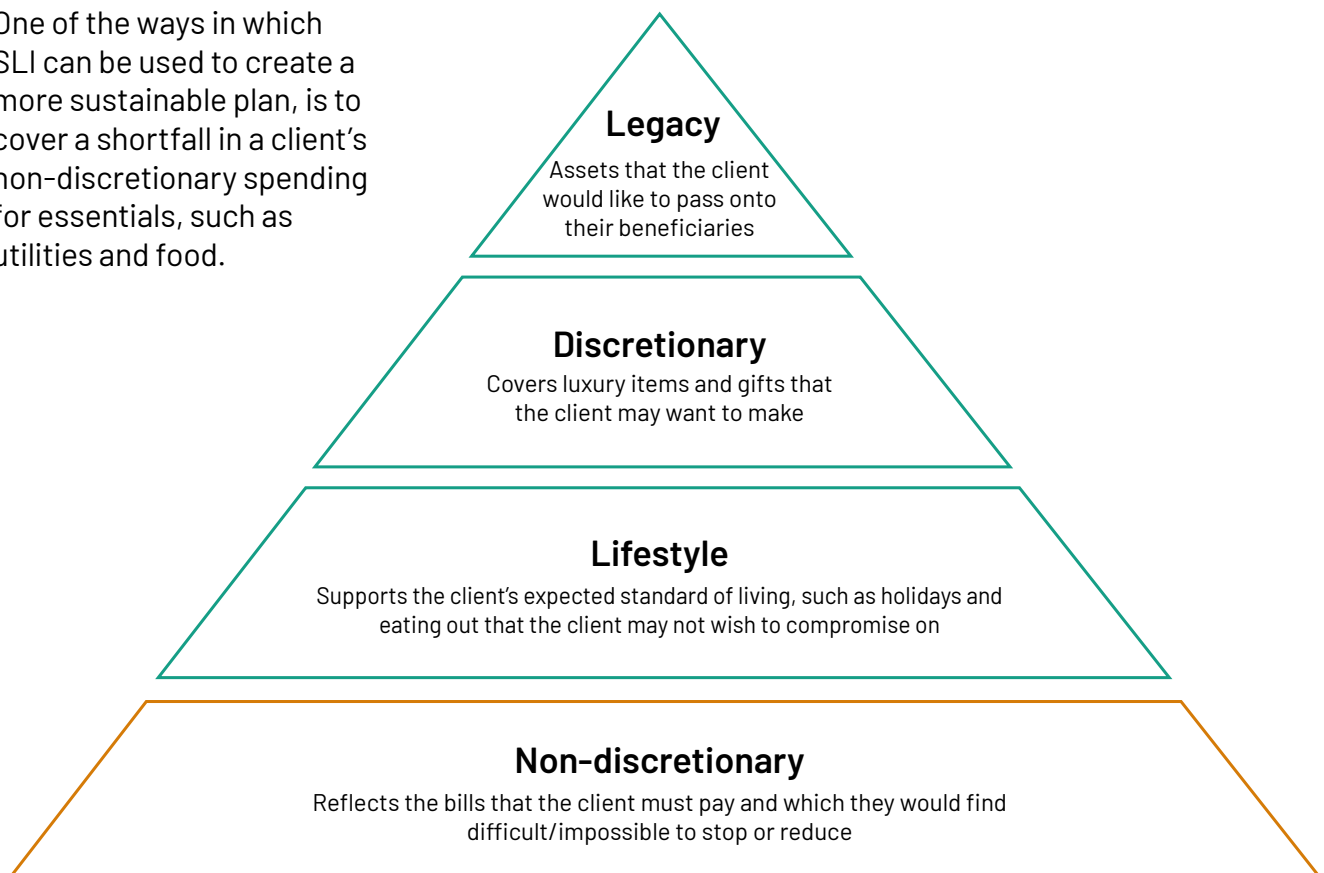 One of the ways in which
SLI can be used to create a
more sustainable plan, is to
cover a shortfall in a client's
non-discretionary spending
for essentials, such as
utilities and food.
Legacy
Assets that the client
would like to pass onto
their beneficiaries
Discretionary
Covers luxury items and gifts that
the client may want to make
Lifestyle
Supports the client's expected standard of living, such as holidays and
eating out that the client may not wish to compromise on
Non-discretionary
Reflects the bills that the client must pay and which they would find
difficult/impossible to stop or reduce